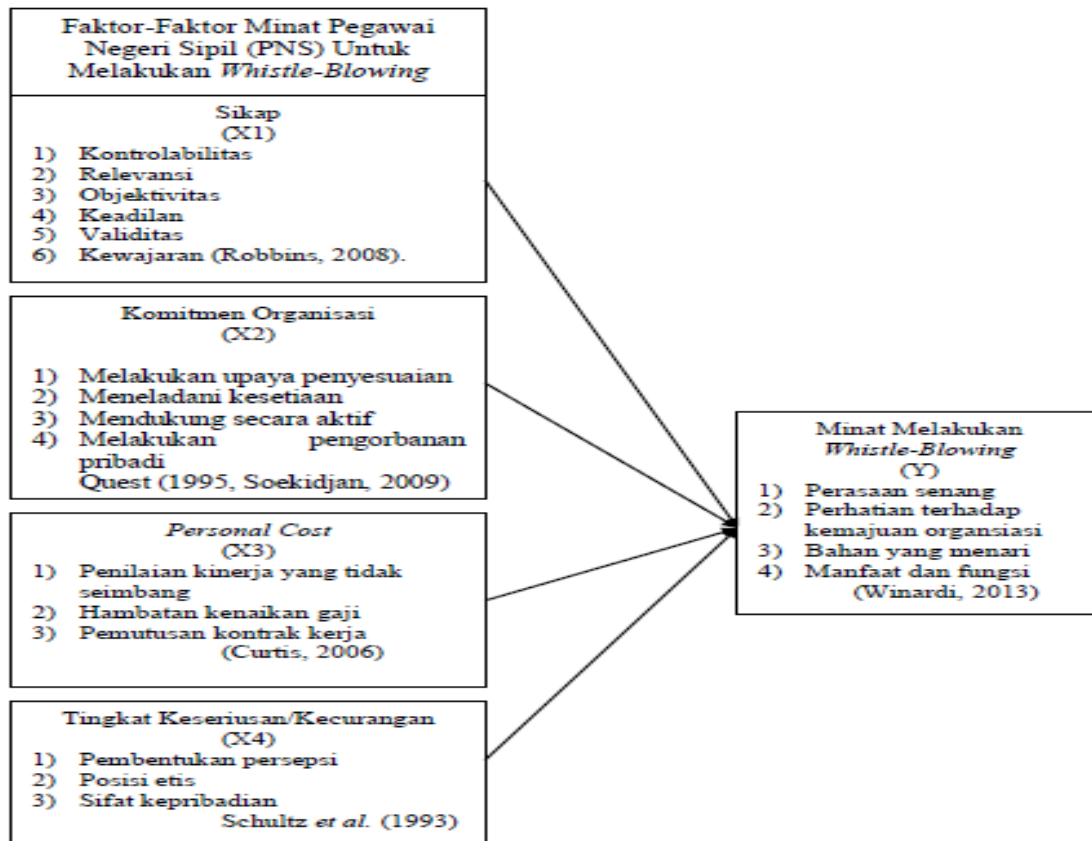 Faktor-Faktor Minat Pegawai
Negeri Sipil (PNS) Untuk
Melakukan Whistle-Blowing
Sikap
(X1)
1) Kontrolabilitas
2) Relevansi
3) Objektivitas
4) Keadilan
5) Validitas
6) Kewajaran (Robbins, 2008).
Komitmen Organisasi
(X2)
1) Melakukan upaya penyesuaian
2) Meneladani kesetiaan
3) Mendukung secara aktif
4) Melakukan pengorbanan
pribadi
Quest (1995, Soekidjan, 2009)
Personal Cost
(X3)
1) Penilaian kinerja yang tidak
seimbang
2) Hambatan kenaikan gaji
3) Pemutusan kontrak kerja
(Curtis, 2006)
Tingkat Keseriusan/Kecurangan
(X4)
1) Pembentukan persepsi
2) Posisi etis
3) Sifat kepribadian
Schultz et al. (1993)
Minat Melakukan
Whistle-Blowing
(Y)
1) Perasaan senang
2) Perhatian terhadap
kemajuan organsiasi
3) Bahan yang menari
4) Manfaat dan fungsi
(Winardi, 2013)